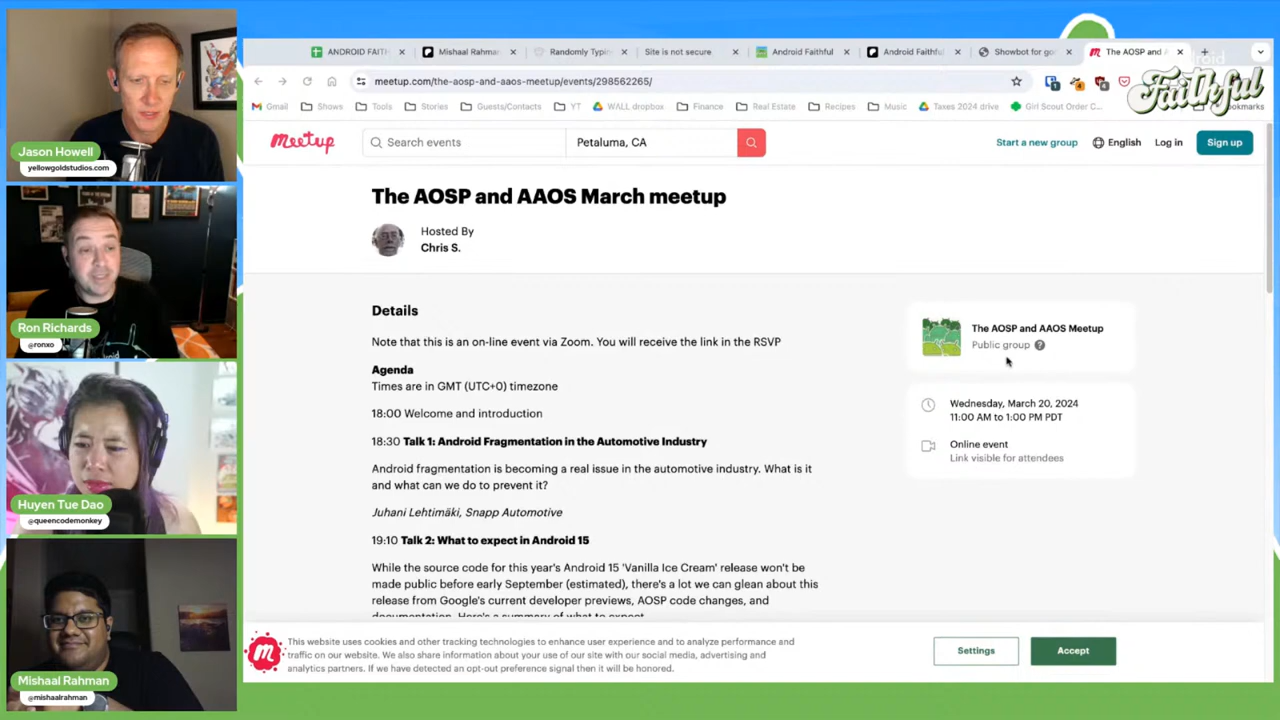 Jason Howell
yellowgoldstudios.com
Ron Richards
@ronxo
Huyen Tue Dao
@queencodemonkey
Mishaal Rahman
@mishaalrahman
ANDROID FAITH
Mishaal Rahman
Randomly Typin
Site is not secure
Android Faithful
Android Faithful
Showbot for go
The AOSP and A
meetup.com/the-aosp-and-aaos-meetup/events/298562265/
Faithful
Gmail
Shows
Tools
Stories
Guests/Contacts
YT
WALL dropbox
Finance
Real Estate
Recipes
Music
Taxes 2024 drive
Girl Scout Order C...
meetup
Search events
Petaluma, CA
Start a new group
English
Log in
Sign up
The AOSP and AAOS March meetup
Hosted By
Chris S.
Details
Note that this is an on-line event via Zoom. You will receive the link in the RSVP
Agenda
Times are in GMT (UTC+0) timezone
18:00 Welcome and introduction
18:30 Talk 1: Android Fragmentation in the Automotive Industry
Android fragmentation is becoming a real issue in the automotive industry. What is it
and what can we do to prevent it?
Juhani Lehtimäki, Snapp Automotive
19:10 Talk 2: What to expect in Android 15
While the source code for this year's Android 15 'Vanilla Ice Cream' release won't be
made public before early September (estimated), there's a lot we can glean about this
release from Google's current developer previews, AOSP code changes, and
documentation. Here's a summary of what to expect
The AOSP and AAOS Meetup
Public group
Wednesday, March 20, 2024
11:00 AM to 1:00 PM PDT
Online event
Link visible for attendees
This website uses cookies and other tracking technologies to enhance user experience and to analyze performance and
traffic on our website. We also share information about your use of our site with our social media, advertising and
analytics partners. If we have detected an opt-out preference signal then it will be honored.
Settings
Accept